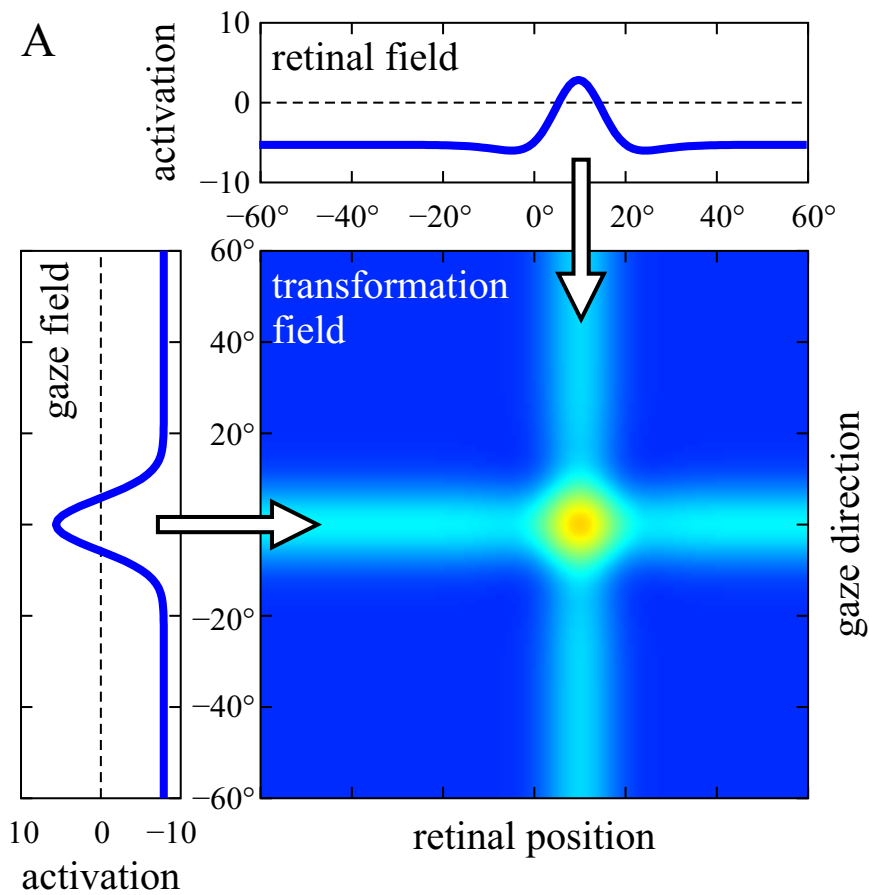 A
10
0
−10
activation
retinal field
−60° −40° −20° 0° 20° 40° 60°
gaze field
10 0 −10
activation
transformation
field
60°
40°
20°
0°
−20°
−40°
−60°
gaze direction
retinal position